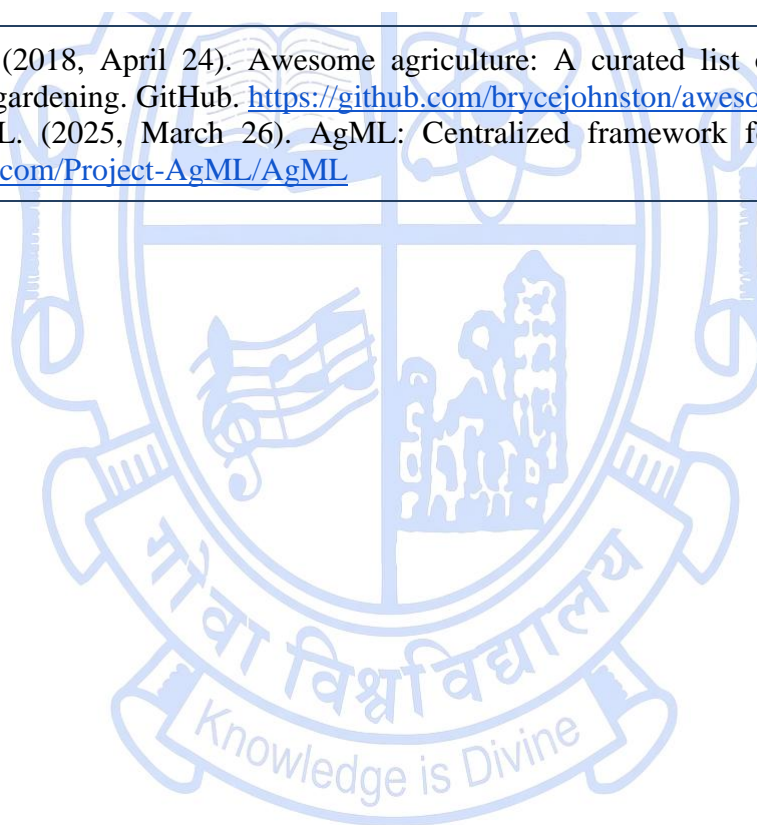 (2018, April 24). Awesome agriculture: A curated list
gardening. GitHub. https://github.com/brycejohnston/aweso
L. (2025, March 26). AgML: Centralized framework
.com/Project-AgML/AgML
गोंवा विश्वविद्यालय
Knowledge is Divine